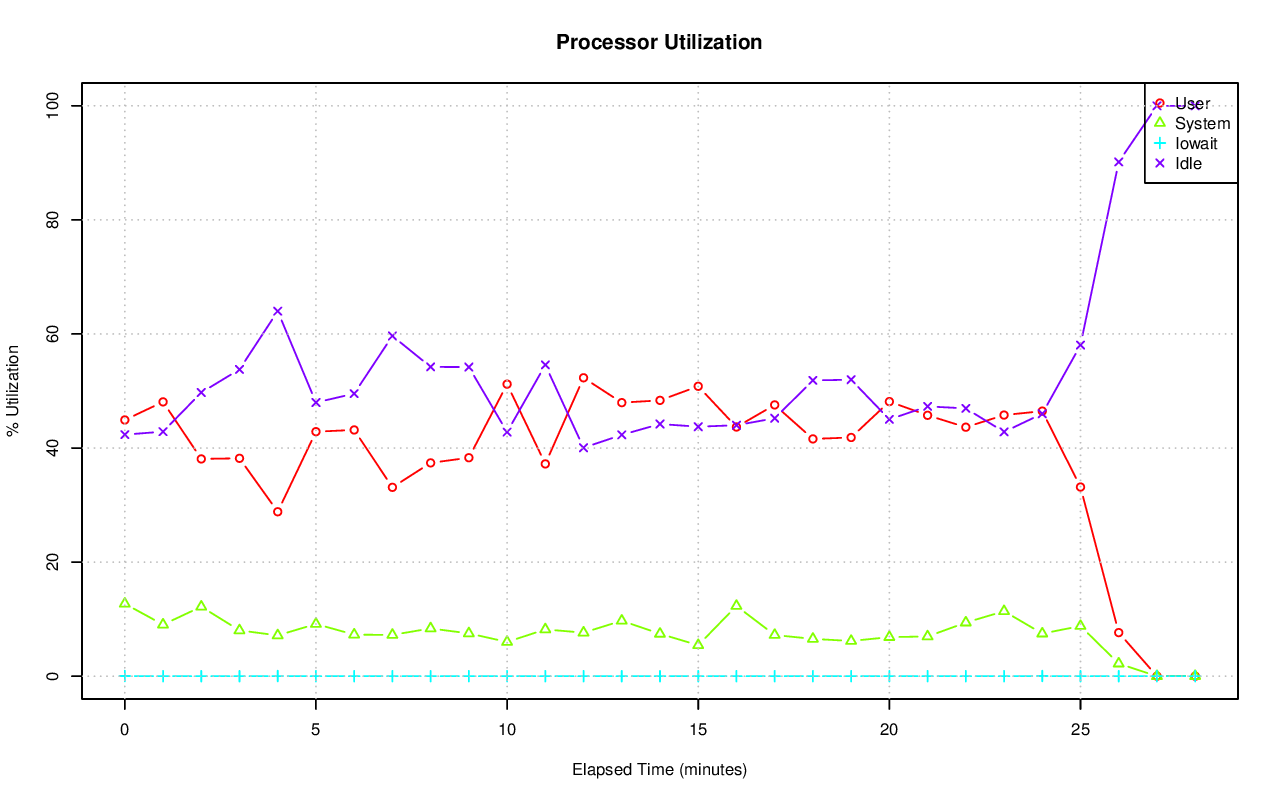 Processor Utilization
% Utilization
100
80
60
40
20
0
User
System
Iowait
Idle
0 5 10 15 20 25
Elapsed Time (minutes)